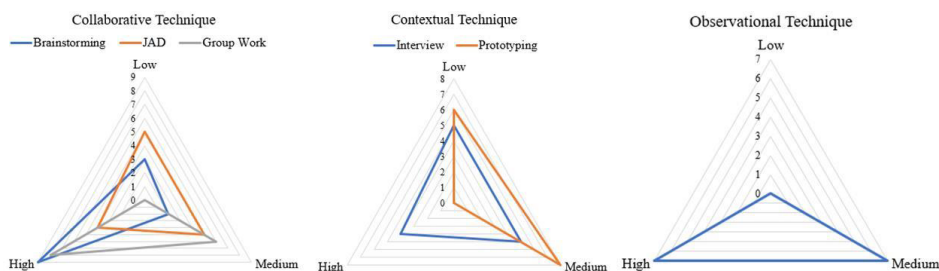 Collaborative Technique
Brainstorming JAD Group Work
Low
9
8
7
6
5
4
3
2
1
0
High
Medium
Contextual Technique
Interview Prototyping
Low
8
7
6
5
4
3
2
1
0
High
Medium
Observational Technique
Low
7
6
5
4
3
2
1
0
High
Medium